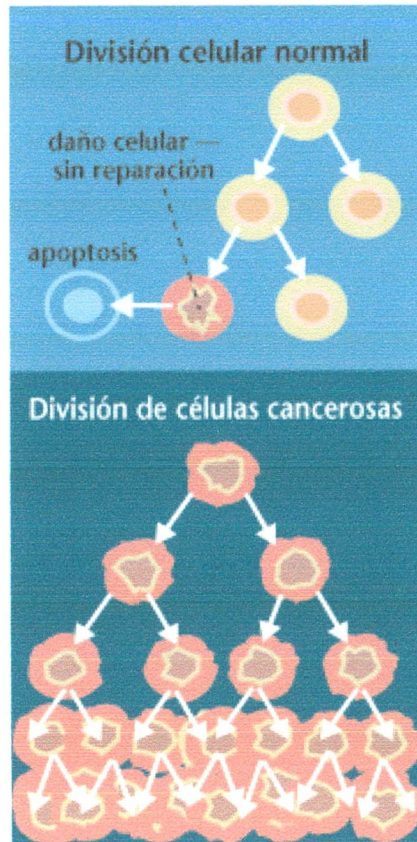 División celular normal
daño celular —
sin reparación
apoptosis
División de células cancerosas